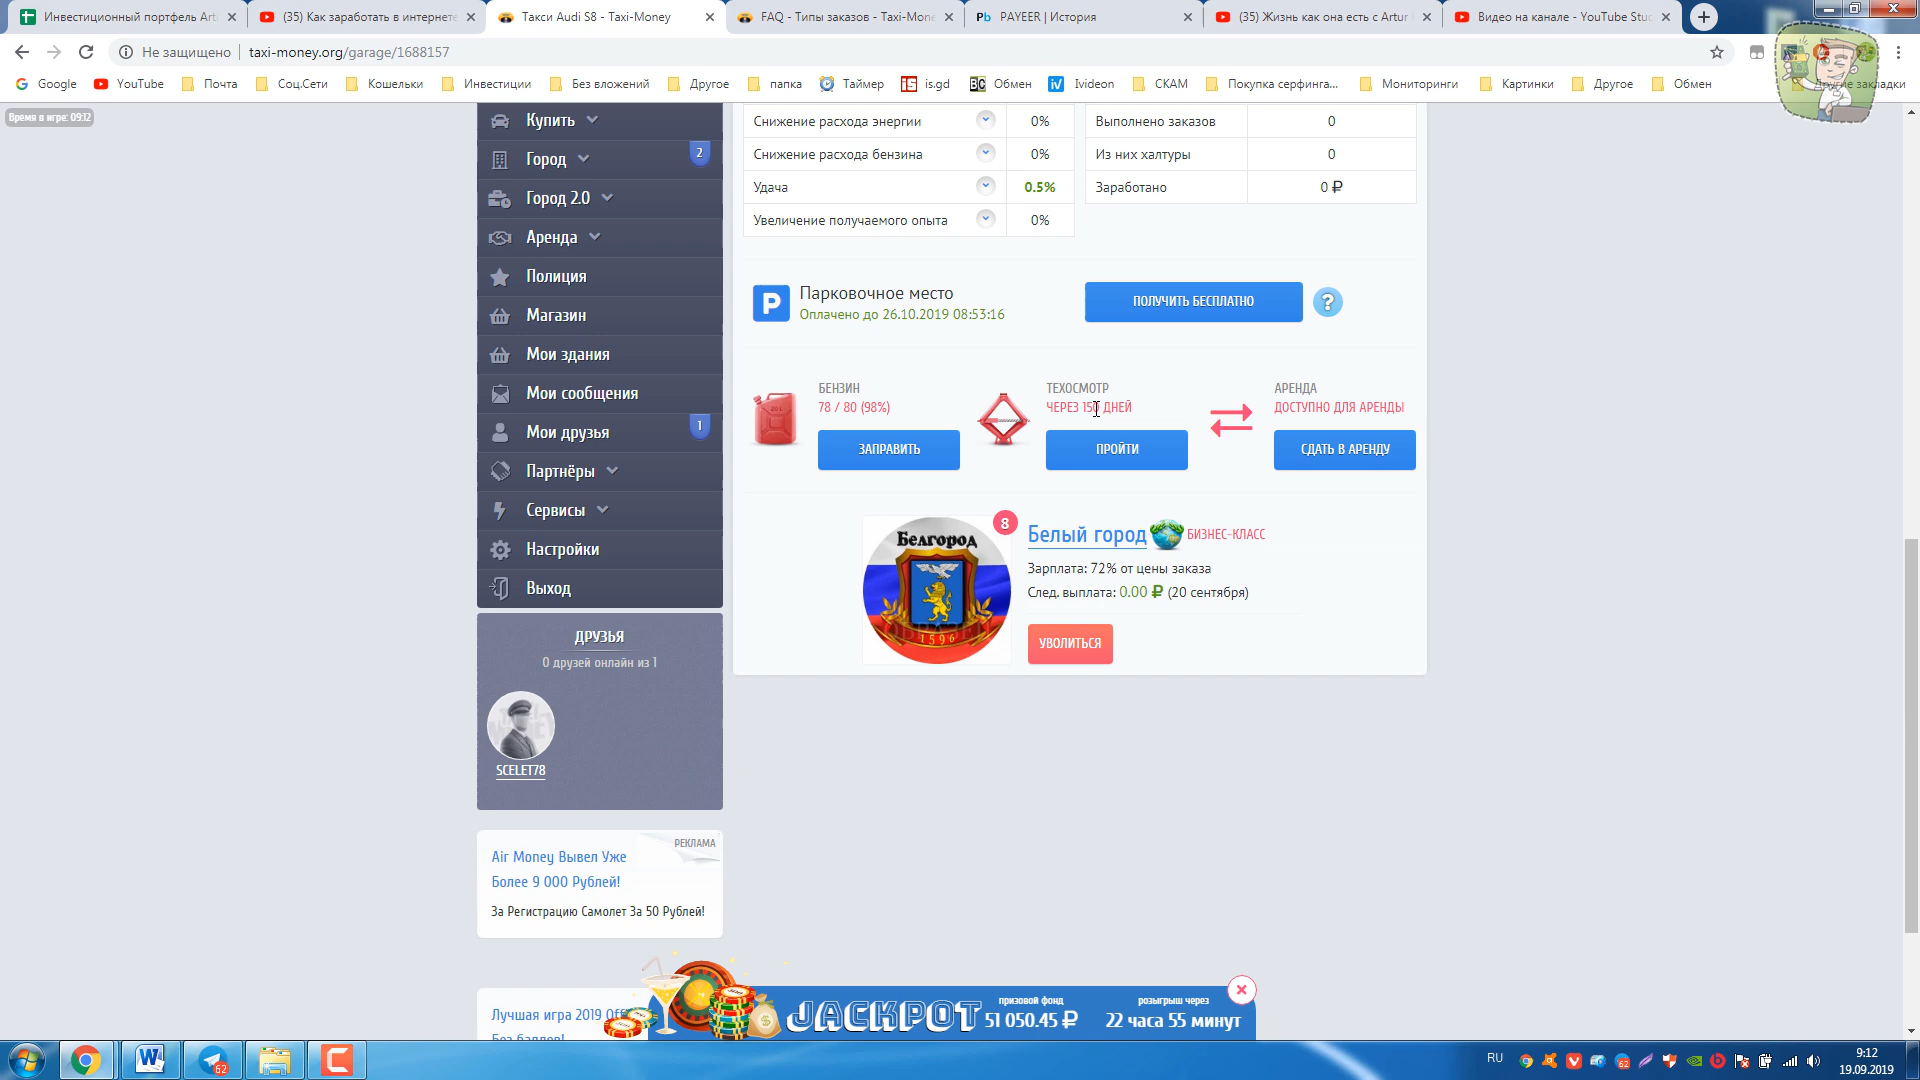 Инвестиционный портфель Art
(35) Как заработать в интернете
Такси Audi S8 - Taxi-Money
FAQ - Типы заказов - Taxi-Mone
PAYEER | История
(35) Жизнь как она есть с Artur
Видео на канале - YouTube Stu
Не защищено | taxi-money.org/garage/1688157
Google
YouTube
Почта
Соц.Сети
Кошельки
Инвестиции
Без вложений
Другое
папка
Таймер
is.gd
Обмен
Ivideon
СКАМ
Покупка серфинга...
Мониторинги
Картинки
Другое
Обмен
Другие закладки
Время в игре: 09:12
Купить
Город 2
Город 2.0
Аренда
Полиция
Магазин
Мои здания
Мои сообщения
Мои друзья 1
Партнёры
Сервисы
Настройки
Выход
ДРУЗЬЯ
0 друзей онлайн из 1
SCELET78
РЕКЛАМА
Air Money Вывел Уже
Более 9 000 Рублей!
За Регистрацию Самолет За 50 Рублей!
Лучшая игра 2019
Снижение расхода энергии 0%
Снижение расхода бензина 0%
Удача 0.5%
Увеличение получаемого опыта 0%
Выполнено заказов 0
Из них халтуры 0
Заработано 0 ₽
P
Парковочное место
Оплачено до 26.10.2019 08:53:16
ПОЛУЧИТЬ БЕСПЛАТНО
?
БЕНЗИН
78 / 80 (98%)
ЗАПРАВИТЬ
ТЕХОСМОТР
ЧЕРЕЗ 150 ДНЕЙ
ПРОЙТИ
АРЕНДА
ДОСТУПНО ДЛЯ АРЕНДЫ
СДАТЬ В АРЕНДУ
Белгород
1596
8
Белый город БИЗНЕС-КЛАСС
Зарплата: 72% от цены заказа
След. выплата: 0.00 ₽ (20 сентября)
УВОЛИТЬСЯ
JACKPOT
призовой фонд
51 050.45 ₽
розыгрыш через
22 часа 55 минут
RU
9:12
19.09.2019